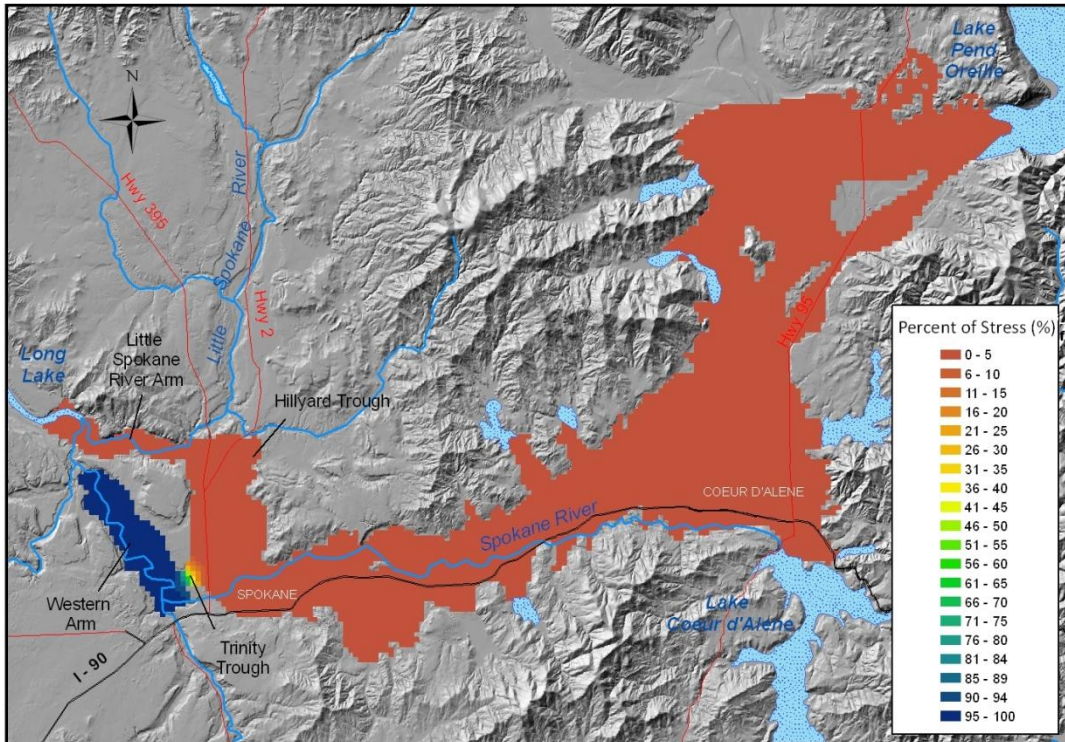 Lake
Pend
Oreille
N
Hwy 395
Little Spokane River
Hwy 2
Hwy 95
Long
Lake
Little
Spokane
River Arm
Hillyard Trough
COEUR D'ALENE
Spokane River
SPOKANE
Western
Arm
Trinity
Trough
I - 90
Lake
Coeur d'Alene
Percent of Stress (%)
0 - 5
6 - 10
11 - 15
16 - 20
21 - 25
26 - 30
31 - 35
36 - 40
41 - 45
46 - 50
51 - 55
56 - 60
61 - 65
66 - 70
71 - 75
76 - 80
81 - 84
85 - 89
90 - 94
95 - 100